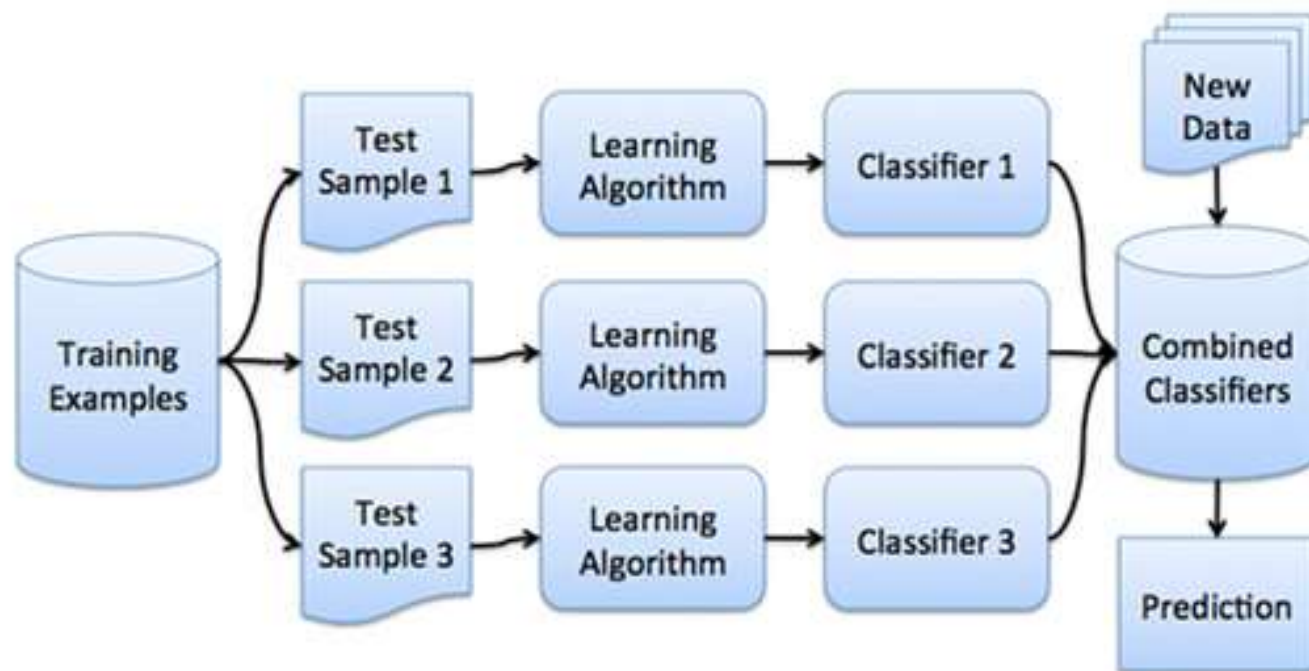 Training
Examples
Test
Sample 1
Learning
Algorithm
Classifier 1
Test
Sample 2
Learning
Algorithm
Classifier 2
Test
Sample 3
Learning
Algorithm
Classifier 3
New
Data
Combined
Classifiers
Prediction